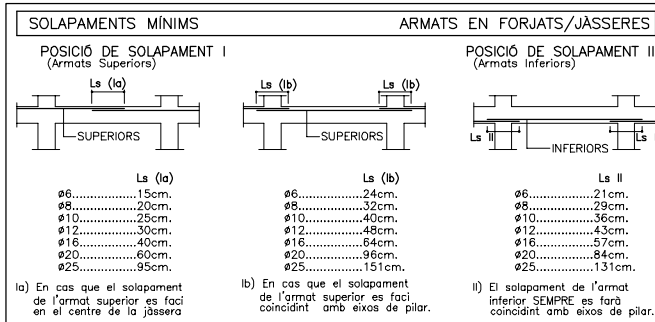 SOLAPAMENTS MÍNIMS
ARMATS EN FORJATS/JÀSSERES
POSICIÓ DE SOLAPAMENT I
(Armats Superiors)
Ls (Ia)
SUPERIORS
Ls (Ia)
Ø6................15cm.
Ø8................20cm.
Ø10..............25cm.
Ø12..............30cm.
Ø16..............40cm.
Ø20..............60cm.
Ø25..............95cm.
Ia) En cas que el solapament
de l'armat superior es faci
en el centre de la jàssera
Ls (Ib)
Ls (Ib)
SUPERIORS
Ls (Ib)
Ø6................24cm.
Ø8................32cm.
Ø10..............40cm.
Ø12..............48cm.
Ø16..............64cm.
Ø20..............96cm.
Ø25..............151cm.
Ib) En cas que el solapament
de l'armat superior es faci
coincidint amb eixos de pilar.
POSICIÓ DE SOLAPAMENT II
(Armats Inferiors)
Ls II
Ls
INFERIORS
Ls II
Ø6................21cm.
Ø8................29cm.
Ø10..............36cm.
Ø12..............43cm.
Ø16..............57cm.
Ø20..............84cm.
Ø25..............131cm.
II) El solapament de l'armat
inferior SEMPRE es farà
coincidint amb eixos de pilar.